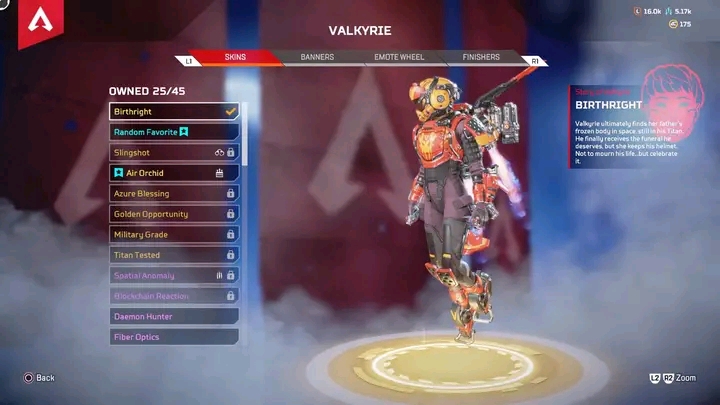 16.0k 5.17k
175
VALKYRIE
L1 SKINS BANNERS EMOTE WHEEL FINISHERS R1
OWNED 25/45
Birthright
Random Favorite
Slingshot
Air Orchid
Azure Blessing
Golden Opportunity
Military Grade
Titan Tested
Spatial Anomaly
Blockchain Reaction
Daemon Hunter
Fiber Optics
BIRTHRIGHT
Valkyrie ultimately finds her father's
frozen body in space, still in his Titan.
He finally receives the funeral he
deserves, but she keeps his helmet.
Not to mourn his life...but celebrate
it.
Back
L2 R2 Zoom